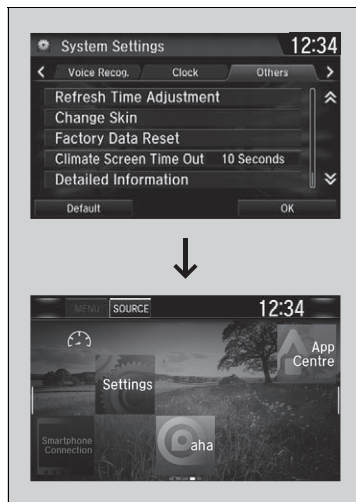 System Settings 12:34
Voice Recog. Clock Others
Refresh Time Adjustment
Change Skin
Factory Data Reset
Climate Screen Time Out 10 Seconds
Detailed Information
Default OK
MENU SOURCE 12:34
App
Centre
Settings
Smartphone
Connection
aha